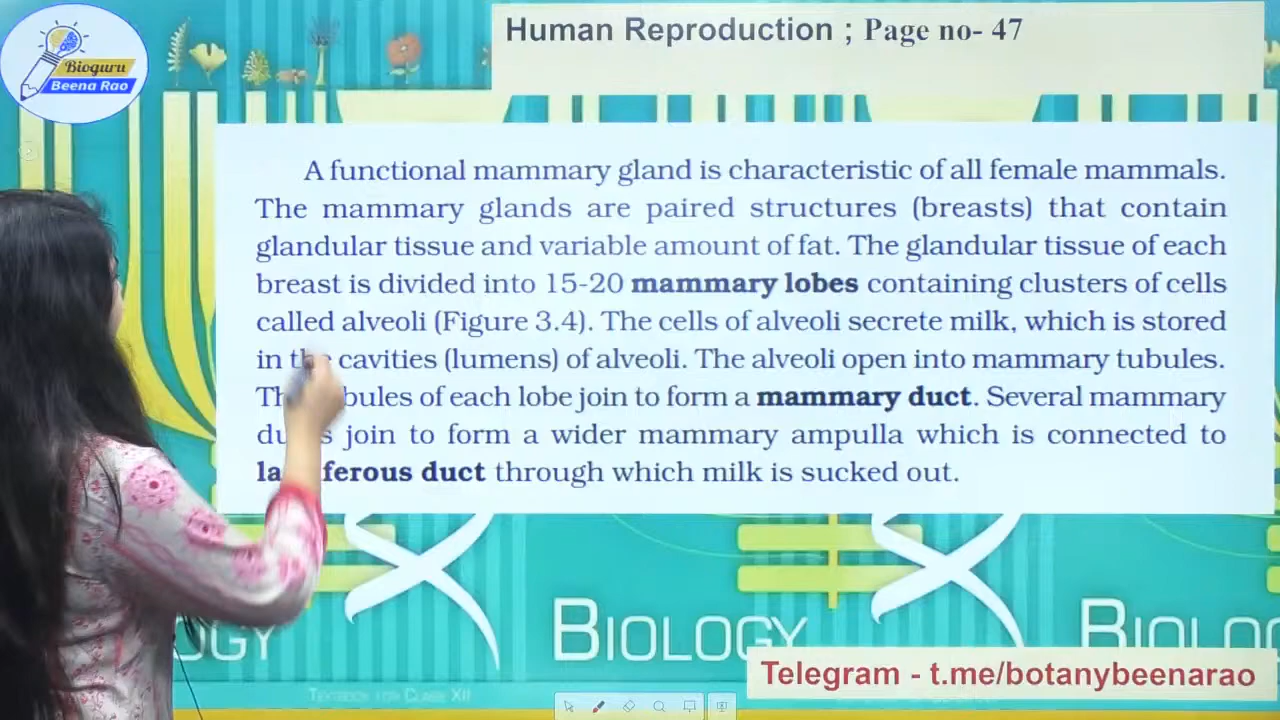 Human Reproduction ; Page no- 47
Bioguru
Beena Rao
A functional mammary gland is characteristic of all female mammals.
The mammary glands are paired structures (breasts) that contain
glandular tissue and variable amount of fat. The glandular tissue of each
breast is divided into 15-20 mammary lobes containing clusters of cells
called alveoli (Figure 3.4). The cells of alveoli secrete milk, which is stored
in the cavities (lumens) of alveoli. The alveoli open into mammary tubules.
of each lobe join to form a mammary duct. Several mammary
join to form a wider mammary ampulla which is connected to
duct through which milk is sucked out.
BIOLOGY
TEXTBOOK FOR CLASS XII
Telegram - t.me/botanybeenarao